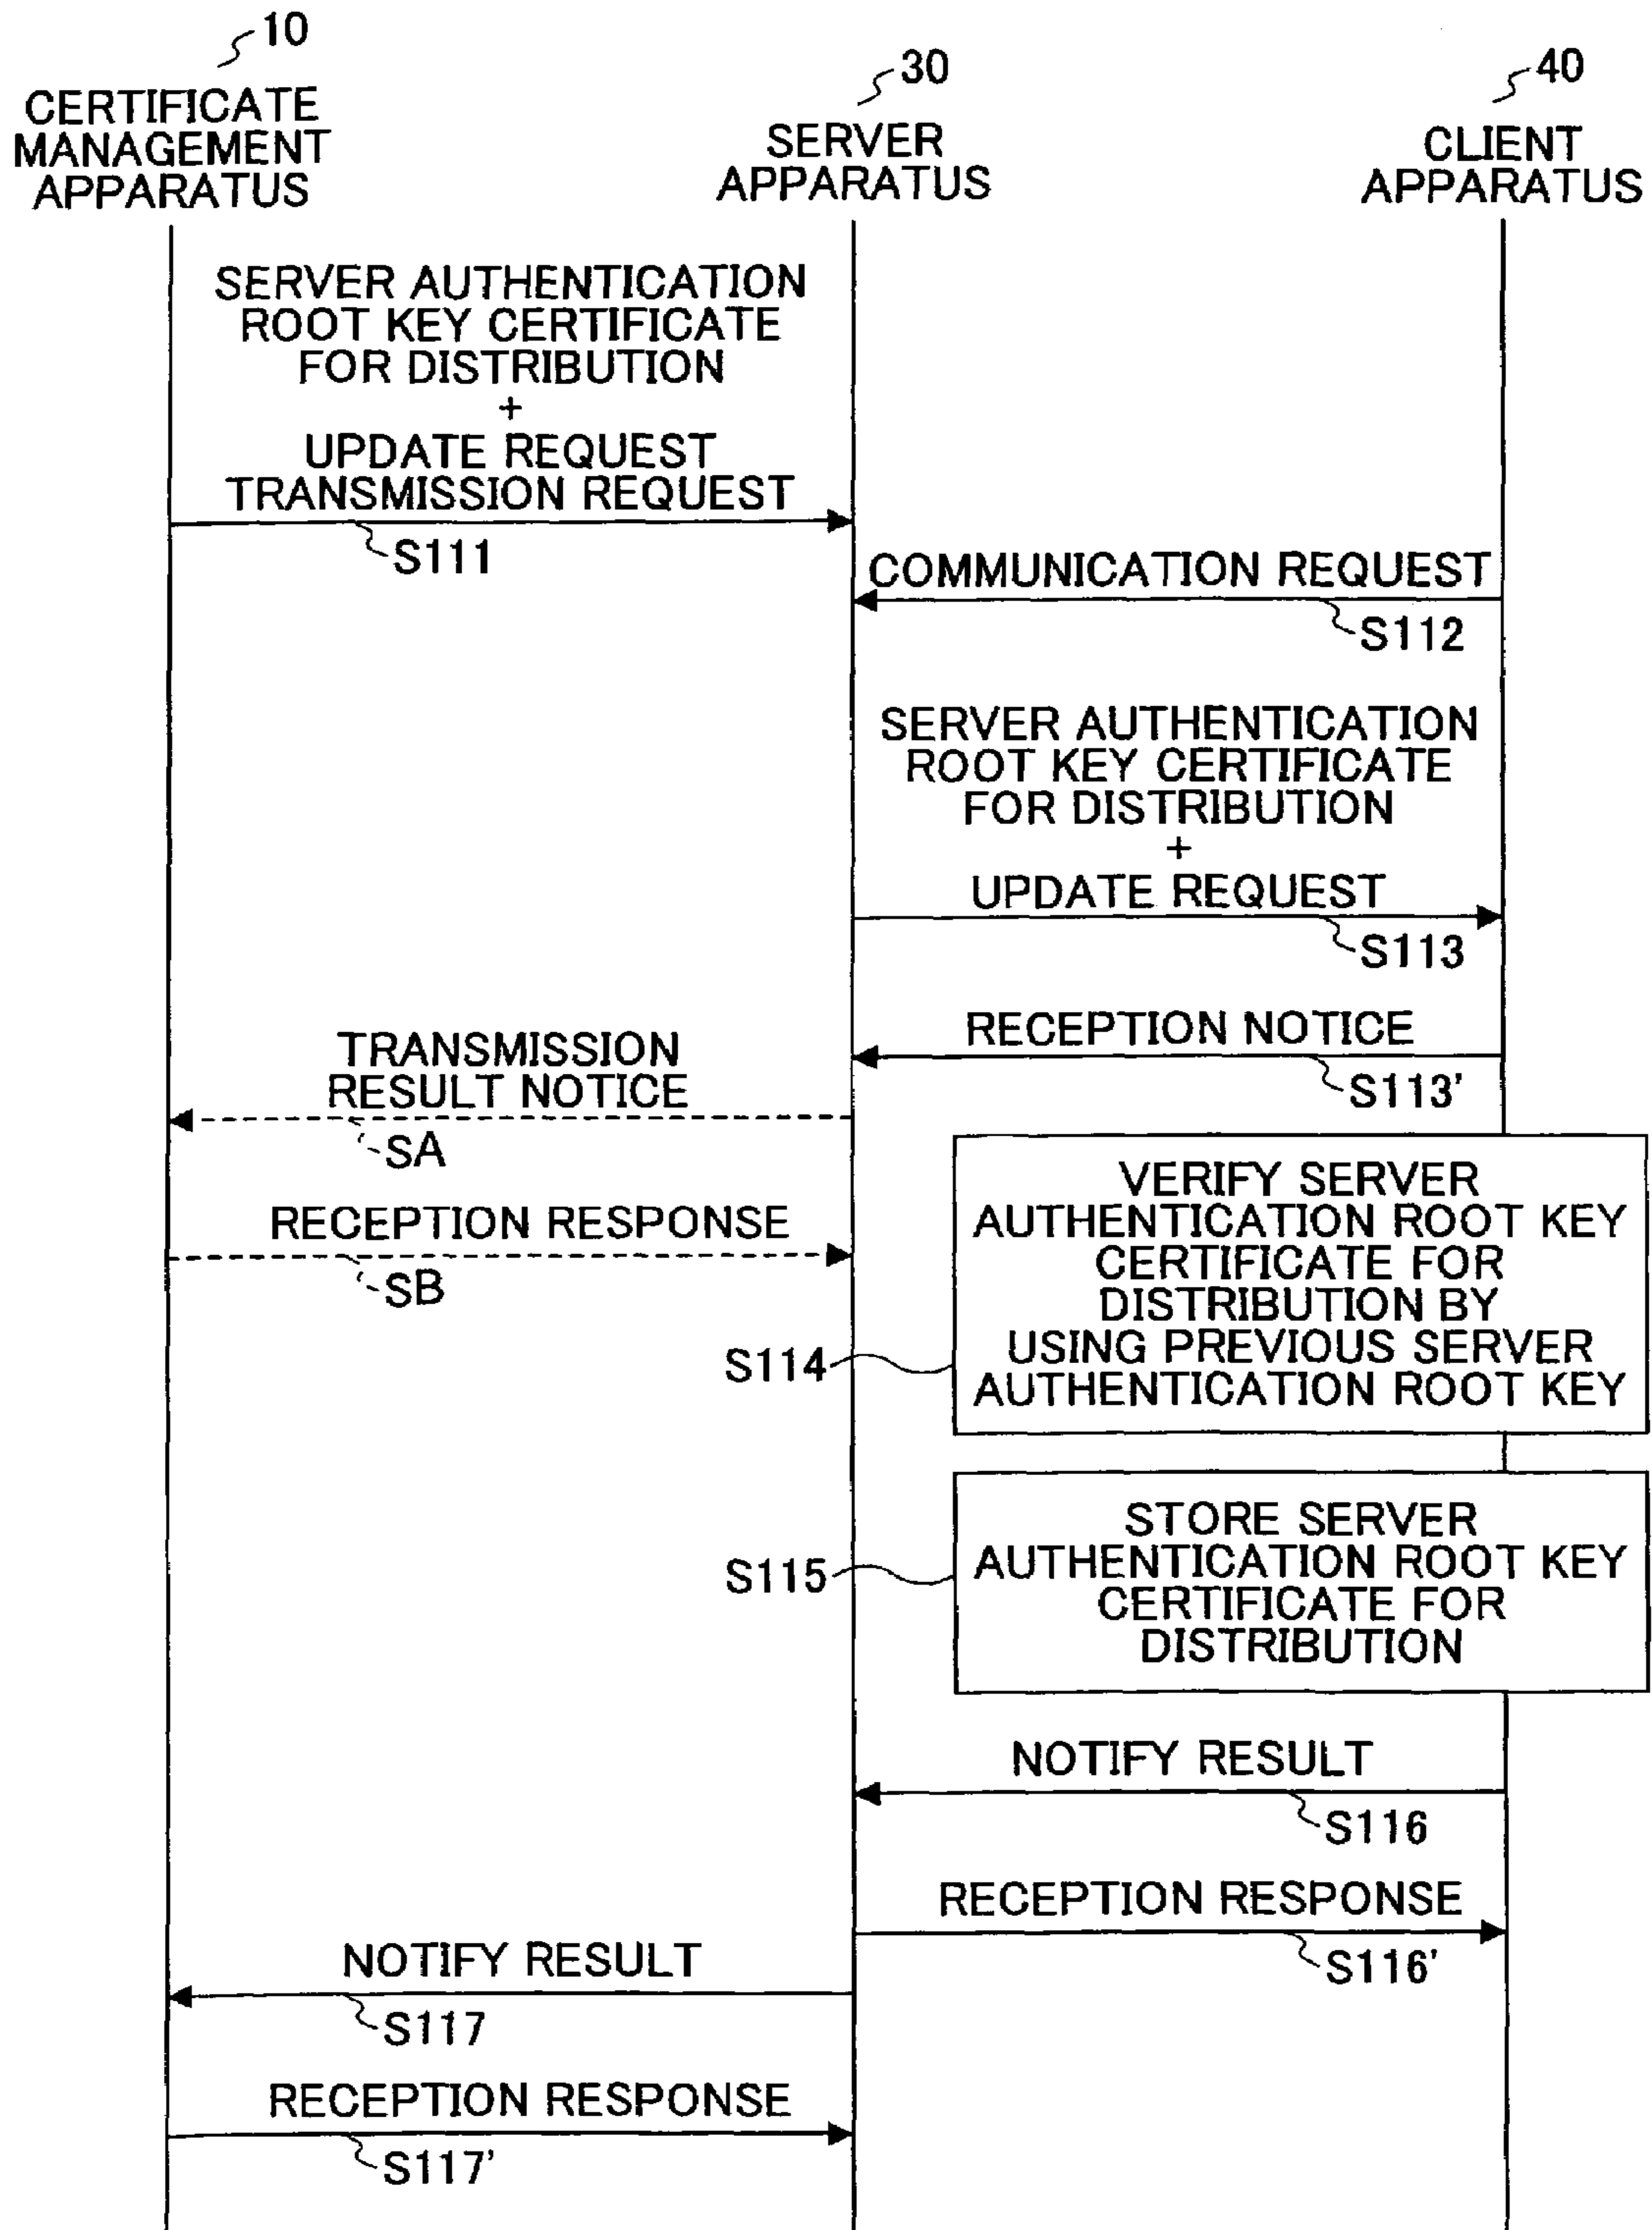 10
CERTIFICATE
MANAGEMENT
APPARATUS
30
SERVER
APPARATUS
40
CLIENT
APPARATUS
SERVER AUTHENTICATION
ROOT KEY CERTIFICATE
FOR DISTRIBUTION
+
UPDATE REQUEST
TRANSMISSION REQUEST
S111
COMMUNICATION REQUEST
S112
SERVER AUTHENTICATION
ROOT KEY CERTIFICATE
FOR DISTRIBUTION
+
UPDATE REQUEST
S113
RECEPTION NOTICE
S113'
TRANSMISSION
RESULT NOTICE
SA
RECEPTION RESPONSE
SB
VERIFY SERVER
AUTHENTICATION ROOT KEY
CERTIFICATE FOR
DISTRIBUTION BY
USING PREVIOUS SERVER
AUTHENTICATION ROOT KEY
S114
STORE SERVER
AUTHENTICATION ROOT KEY
CERTIFICATE FOR
DISTRIBUTION
S115
NOTIFY RESULT
S116
RECEPTION RESPONSE
S116'
NOTIFY RESULT
S117
RECEPTION RESPONSE
S117'